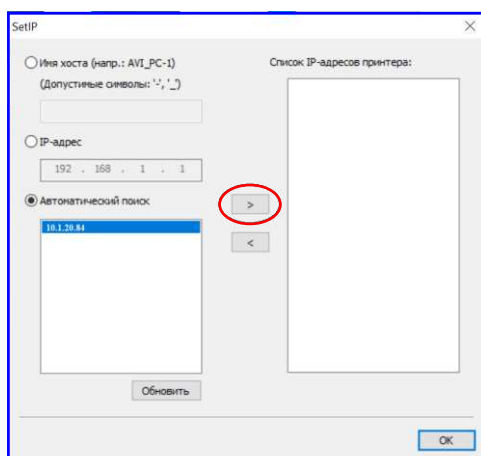 SetIP
Имя хоста (напр.: AVI_PC-1)
(Допустимые символы: '-', '_')
IP-адрес
192 . 168 . 1 . 1
Автоматический поиск
10.1.20.84
Обновить
>
<
Список IP-адресов принтера:
OK